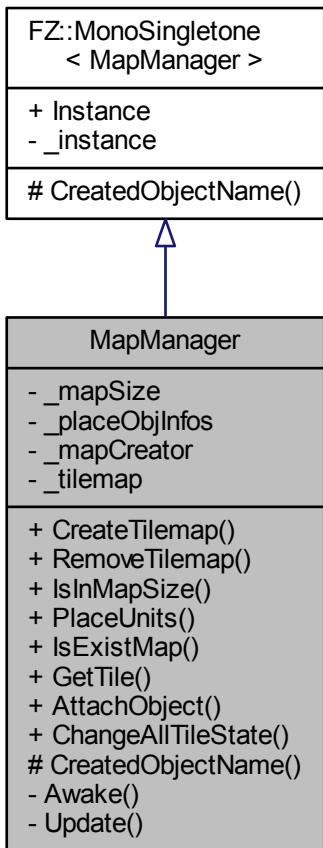 FZ::MonoSingletone
< MapManager >
+ Instance
- _instance
# CreatedObjectName()
MapManager
- _mapSize
- _placeObjInfos
- _mapCreator
- _tilemap
+ CreateTilemap()
+ RemoveTilemap()
+ IsInMapSize()
+ PlaceUnits()
+ IsExistMap()
+ GetTile()
+ AttachObject()
+ ChangeAllTileState()
# CreatedObjectName()
- Awake()
- Update()